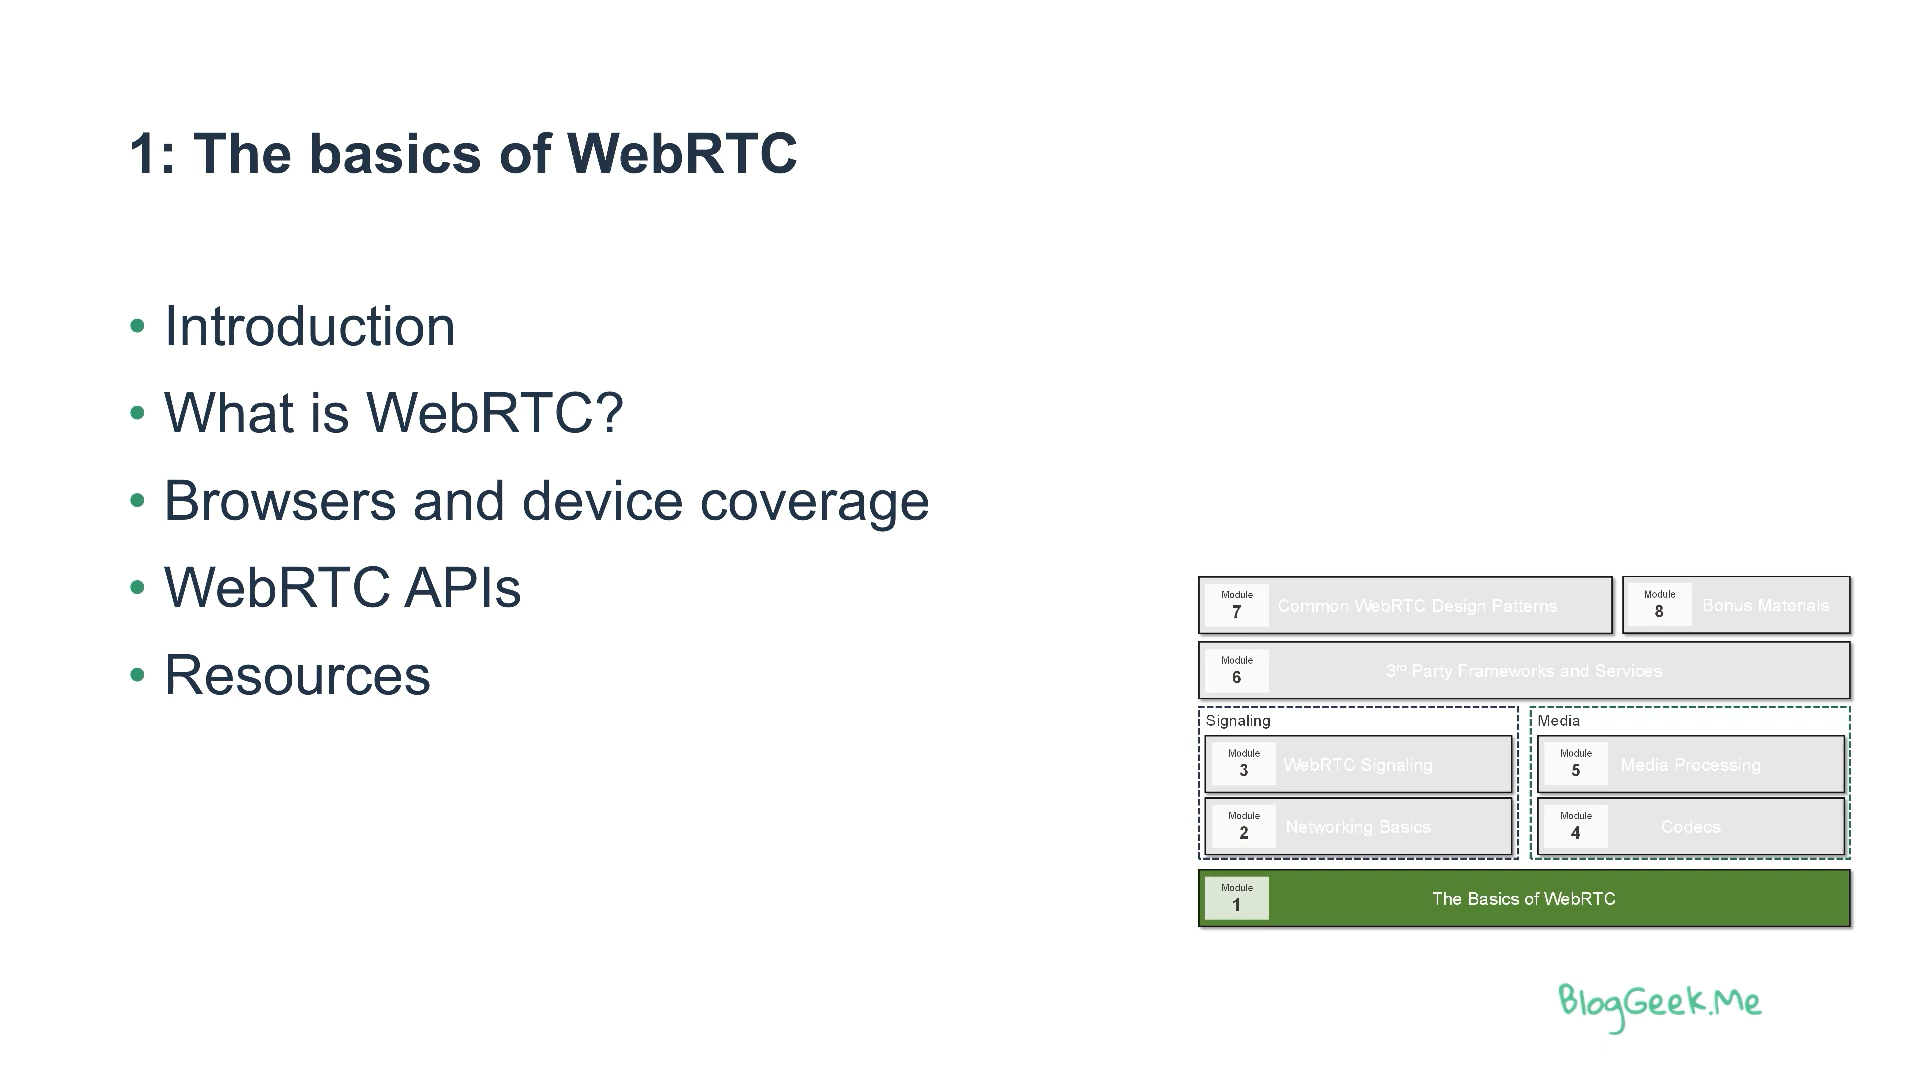 1: The basics of WebRTC
• Introduction
• What is WebRTC?
• Browsers and device coverage
• WebRTC APIs
• Resources
Module
7
Common WebRTC Design Patterns
Module
8
Bonus Materials
Module
6
3rd Party Frameworks and Services
Signaling
Module
3
WebRTC Signaling
Module
2
Networking Basics
Media
Module
5
Media Processing
Module
4
Codecs
Module
1
The Basics of WebRTC
BlogGeek.Me